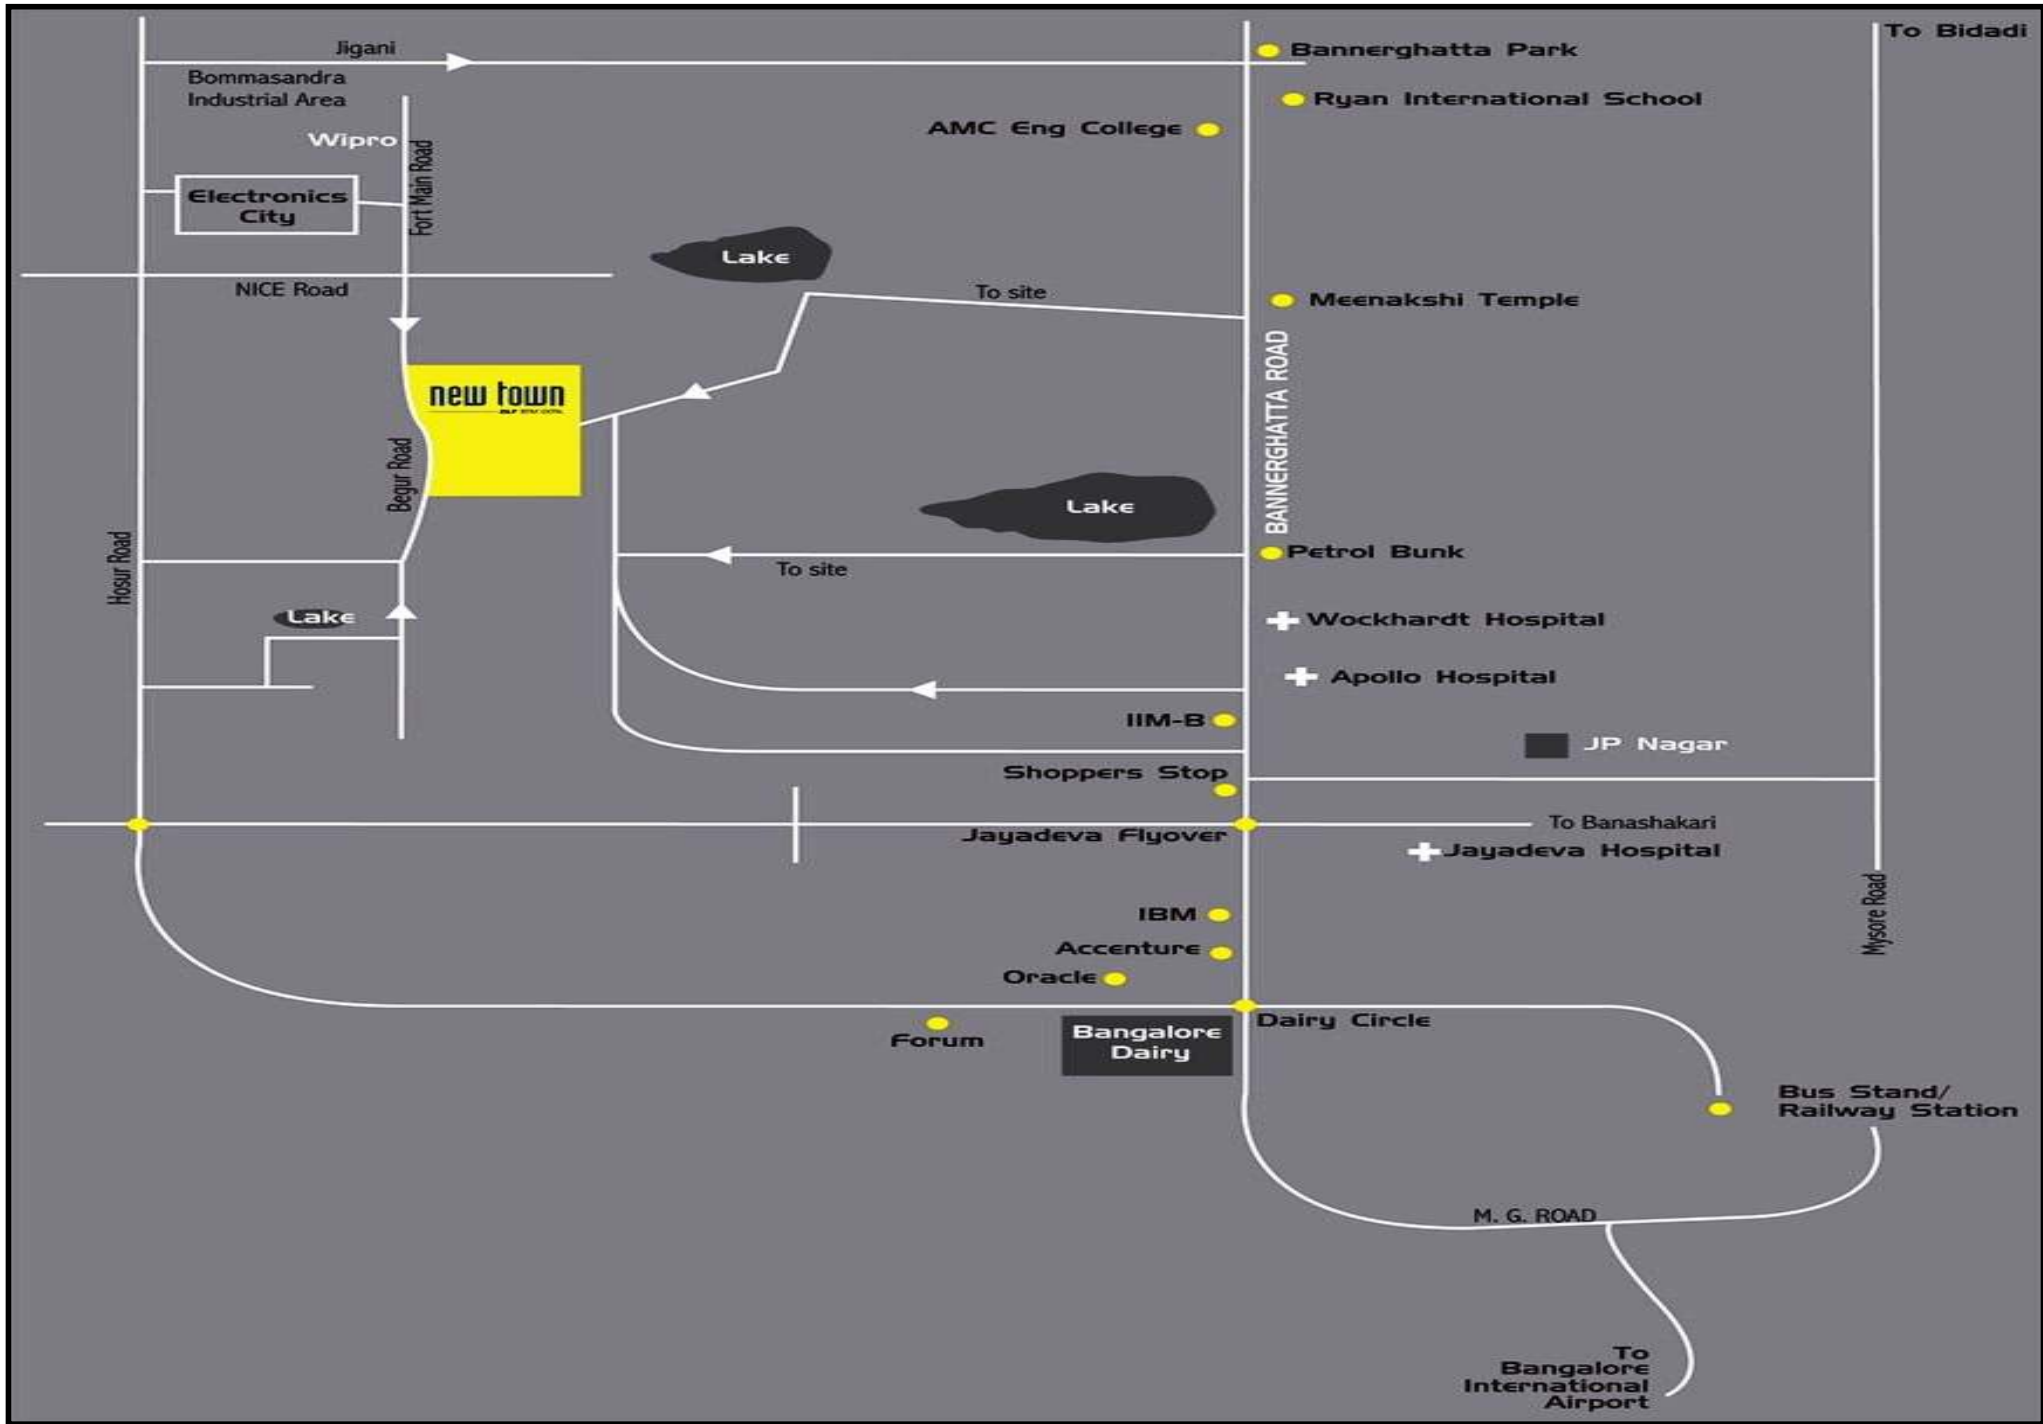 To Bidadi
Jigani
Bannerghatta Park
Bommasandra
Industrial Area
Ryan International School
AMC Eng College
Wipro
Fort Main Road
Electronics
City
Lake
NICE Road
To site
Meenakshi Temple
BANNERGHATTA ROAD
new town
Begur Road
Lake
Hosur Road
Petrol Bunk
To site
Lake
Wockhardt Hospital
Apollo Hospital
IIM-B
JP Nagar
Shoppers Stop
To Banashakari
Jayadeva Flyover
Jayadeva Hospital
Mysore Road
IBM
Accenture
Oracle
Dairy Circle
Forum
Bangalore
Dairy
Bus Stand/
Railway Station
M. G. ROAD
To
Bangalore
International
Airport